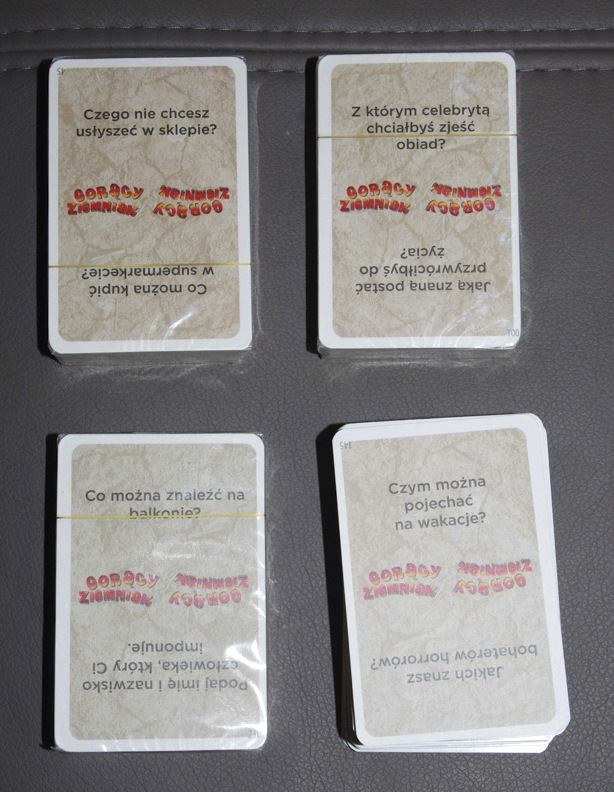 45
Czego nie chcesz
usłyszeć w sklepie?
GORĄCY
ZIEMNIAK
GORĄCY
ZIEMNIAK
Co można kupić
w supermarkecie?
Z którym celebrytą
chciałbyś zjeść
obiad?
GORĄCY
ZIEMNIAK
GORĄCY
ZIEMNIAK
Jaką znaną postać
przywróciłbyś do
życia?
100
Co można znaleźć na
balkonie?
GORĄCY
ZIEMNIAK
GORĄCY
ZIEMNIAK
Podaj imię i nazwisko
człowieka, który Ci
imponuje.
145
Czym można
pojechać
na wakacje?
GORĄCY
ZIEMNIAK
GORĄCY
ZIEMNIAK
Jakich znasz
bohaterów horrorów?